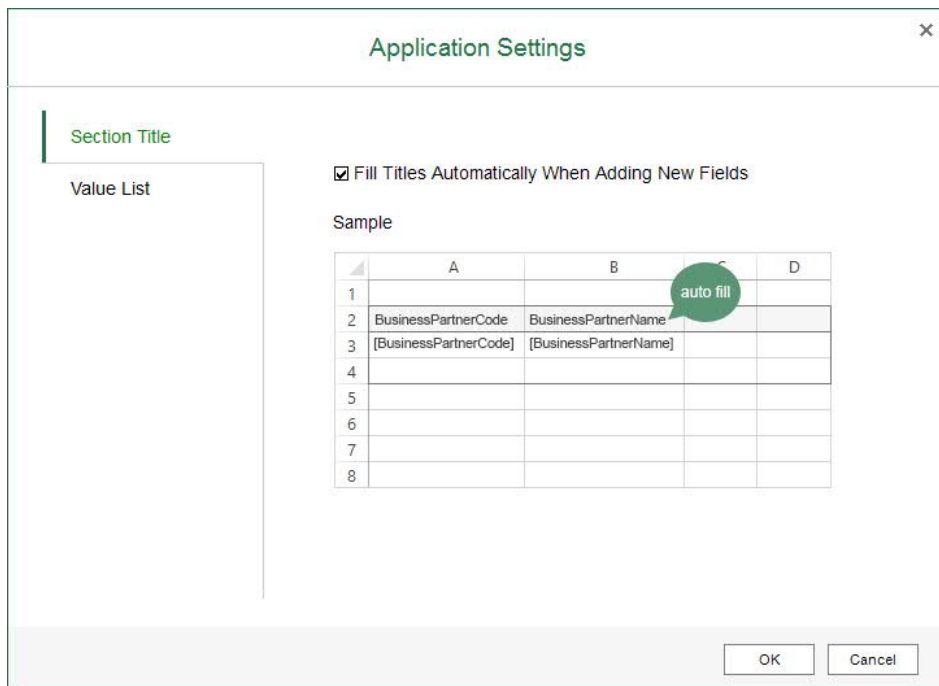 Application Settings
×
Section Title
Value List
Fill Titles Automatically When Adding New Fields
Sample
A B C D
1
auto fill
2 BusinessPartnerCode BusinessPartnerName
3 [BusinessPartnerCode] [BusinessPartnerName]
4
5
6
7
8
OK Cancel